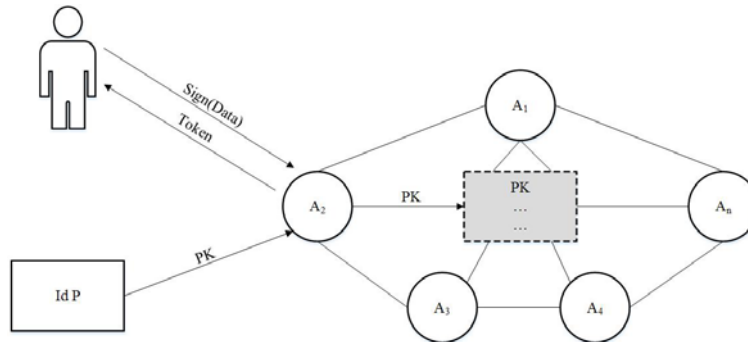 Sign(Data)
Token
A1
A2
PK
PK
...
...
An
PK
Id P
A3
A4